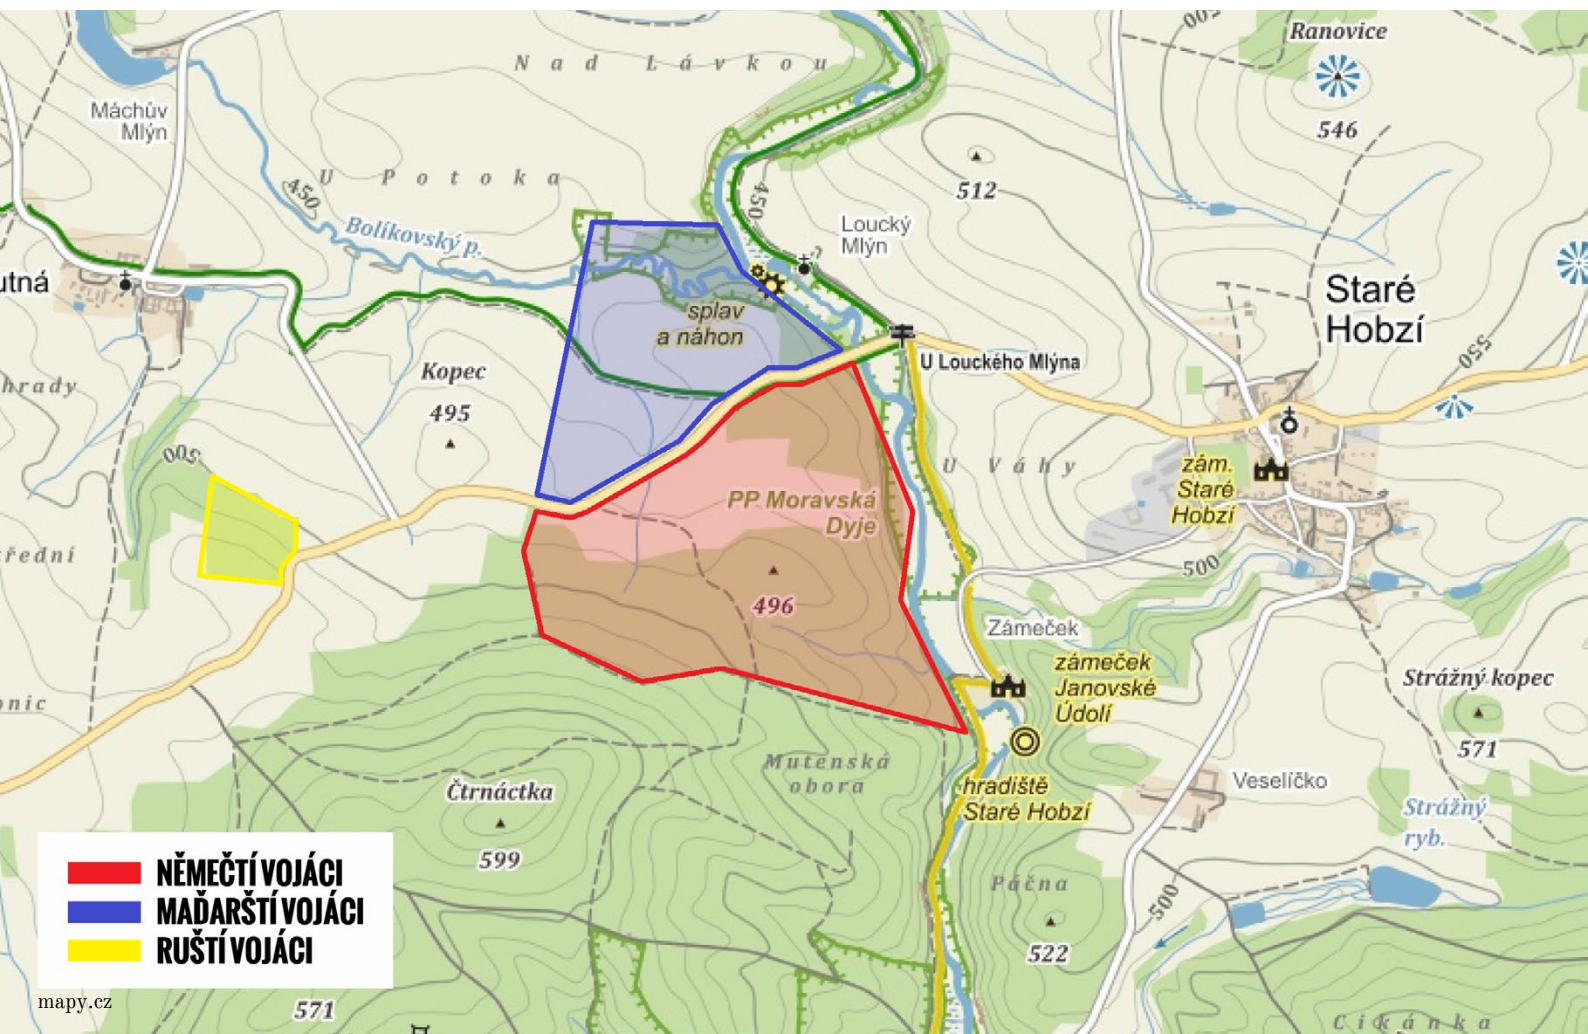 Ranovice
546
Nad Lávkou
Máchův
Mlýn
512
U Potoka
450
450
Bolíkovský p.
Loucký
Mlýn
utná
Staré
Hobzí
splav
a náhon
U Louckého Mlýna
550
Kopec
495
hrady
500
U Váhy
zám.
Staré
Hobzí
PP Moravská
Dyje
třední
500
496
Zámeček
zámeček
Janovské
Údolí
Strážný kopec
571
onic
Mutenská
obora
Čtrnáctka
599
hradiště
Staré Hobzí
Veselíčko
Strážný
ryb.
Páčna
500
522
NĚMEČTÍ VOJÁCI
MAĎARŠTÍ VOJÁCI
RUŠTÍ VOJÁCI
mapy.cz
571
Cikánka